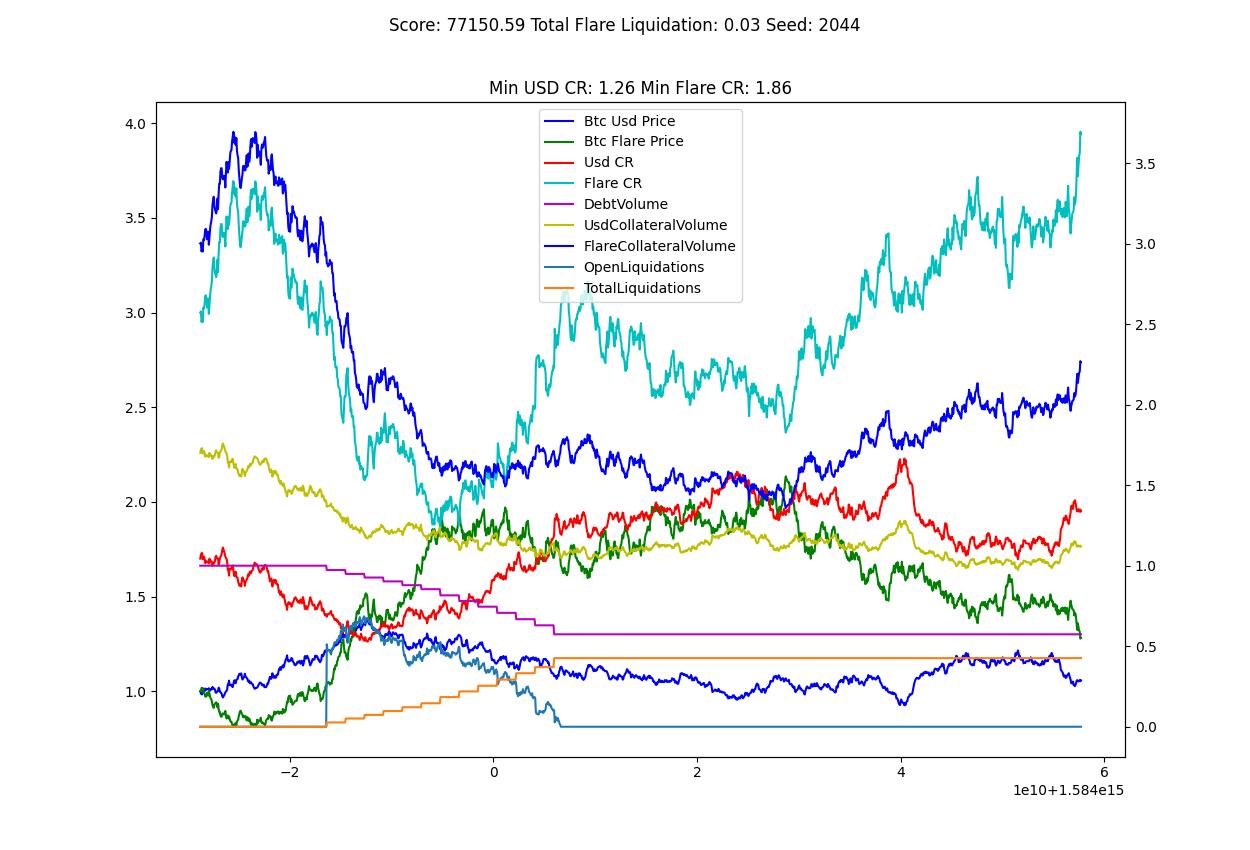 Score: 77150.59 Total Flare Liquidation: 0.03 Seed: 2044
Min USD CR: 1.26 Min Flare CR: 1.86
Btc Usd Price
Btc Flare Price
Usd CR
Flare CR
DebtVolume
UsdCollateralVolume
FlareCollateralVolume
OpenLiquidations
TotalLiquidations
4.0
3.5
3.0
2.5
2.0
1.5
1.0
3.5
3.0
2.5
2.0
1.5
1.0
0.5
0.0
−2
0
2
4
6
1e10+1.584e15